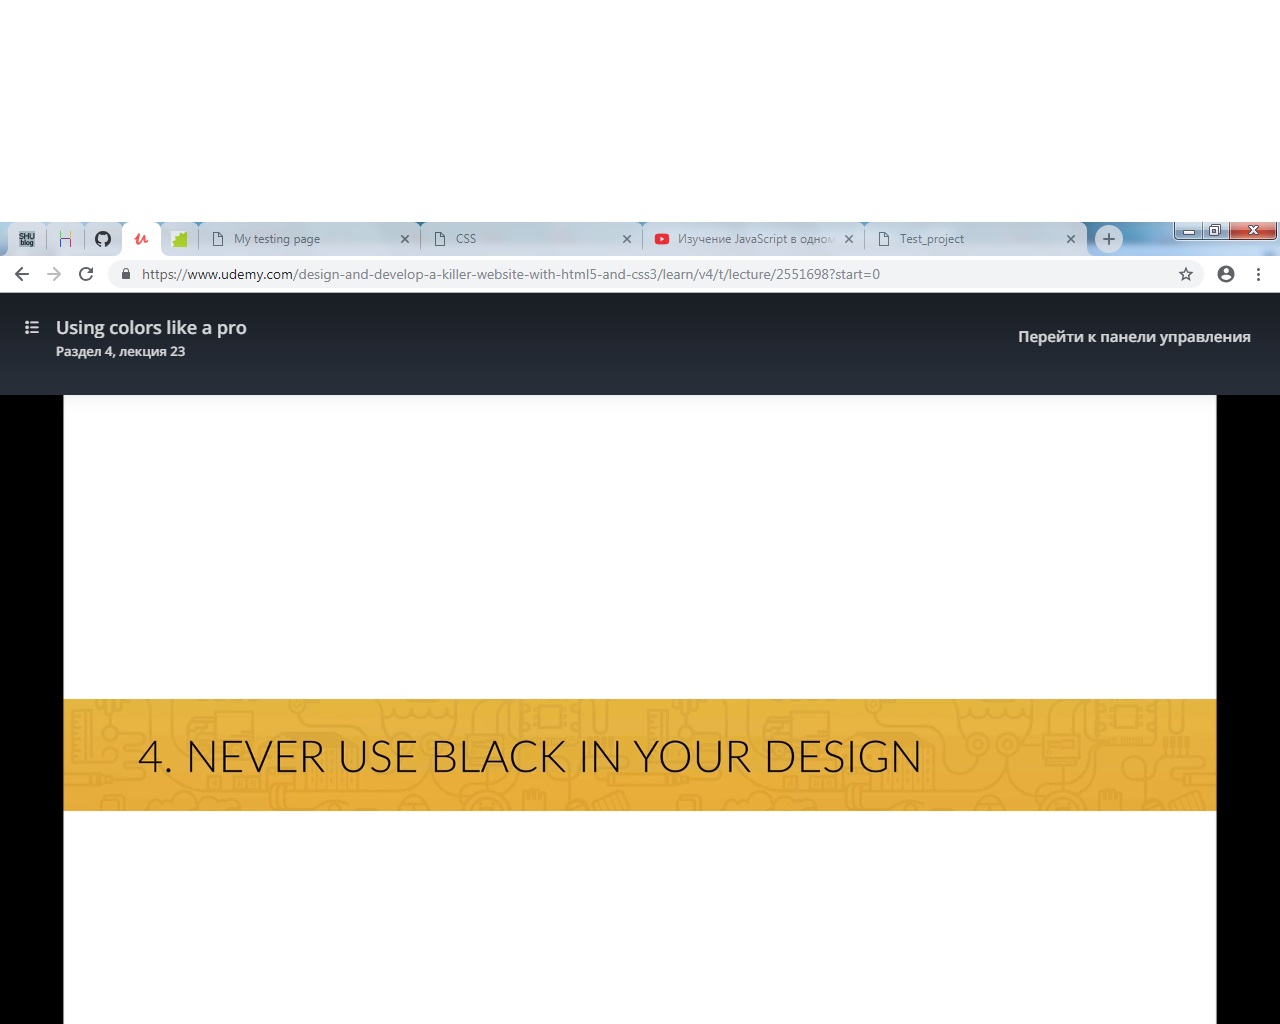 SHU
blog
My testing page
CSS
Изучение JavaScript в одном
Test_project
https://www.udemy.com/design-and-develop-a-killer-website-with-html5-and-css3/learn/v4/t/lecture/2551698?start=0
Using colors like a pro
Раздел 4, лекция 23
Перейти к панели управления
4. NEVER USE BLACK IN YOUR DESIGN